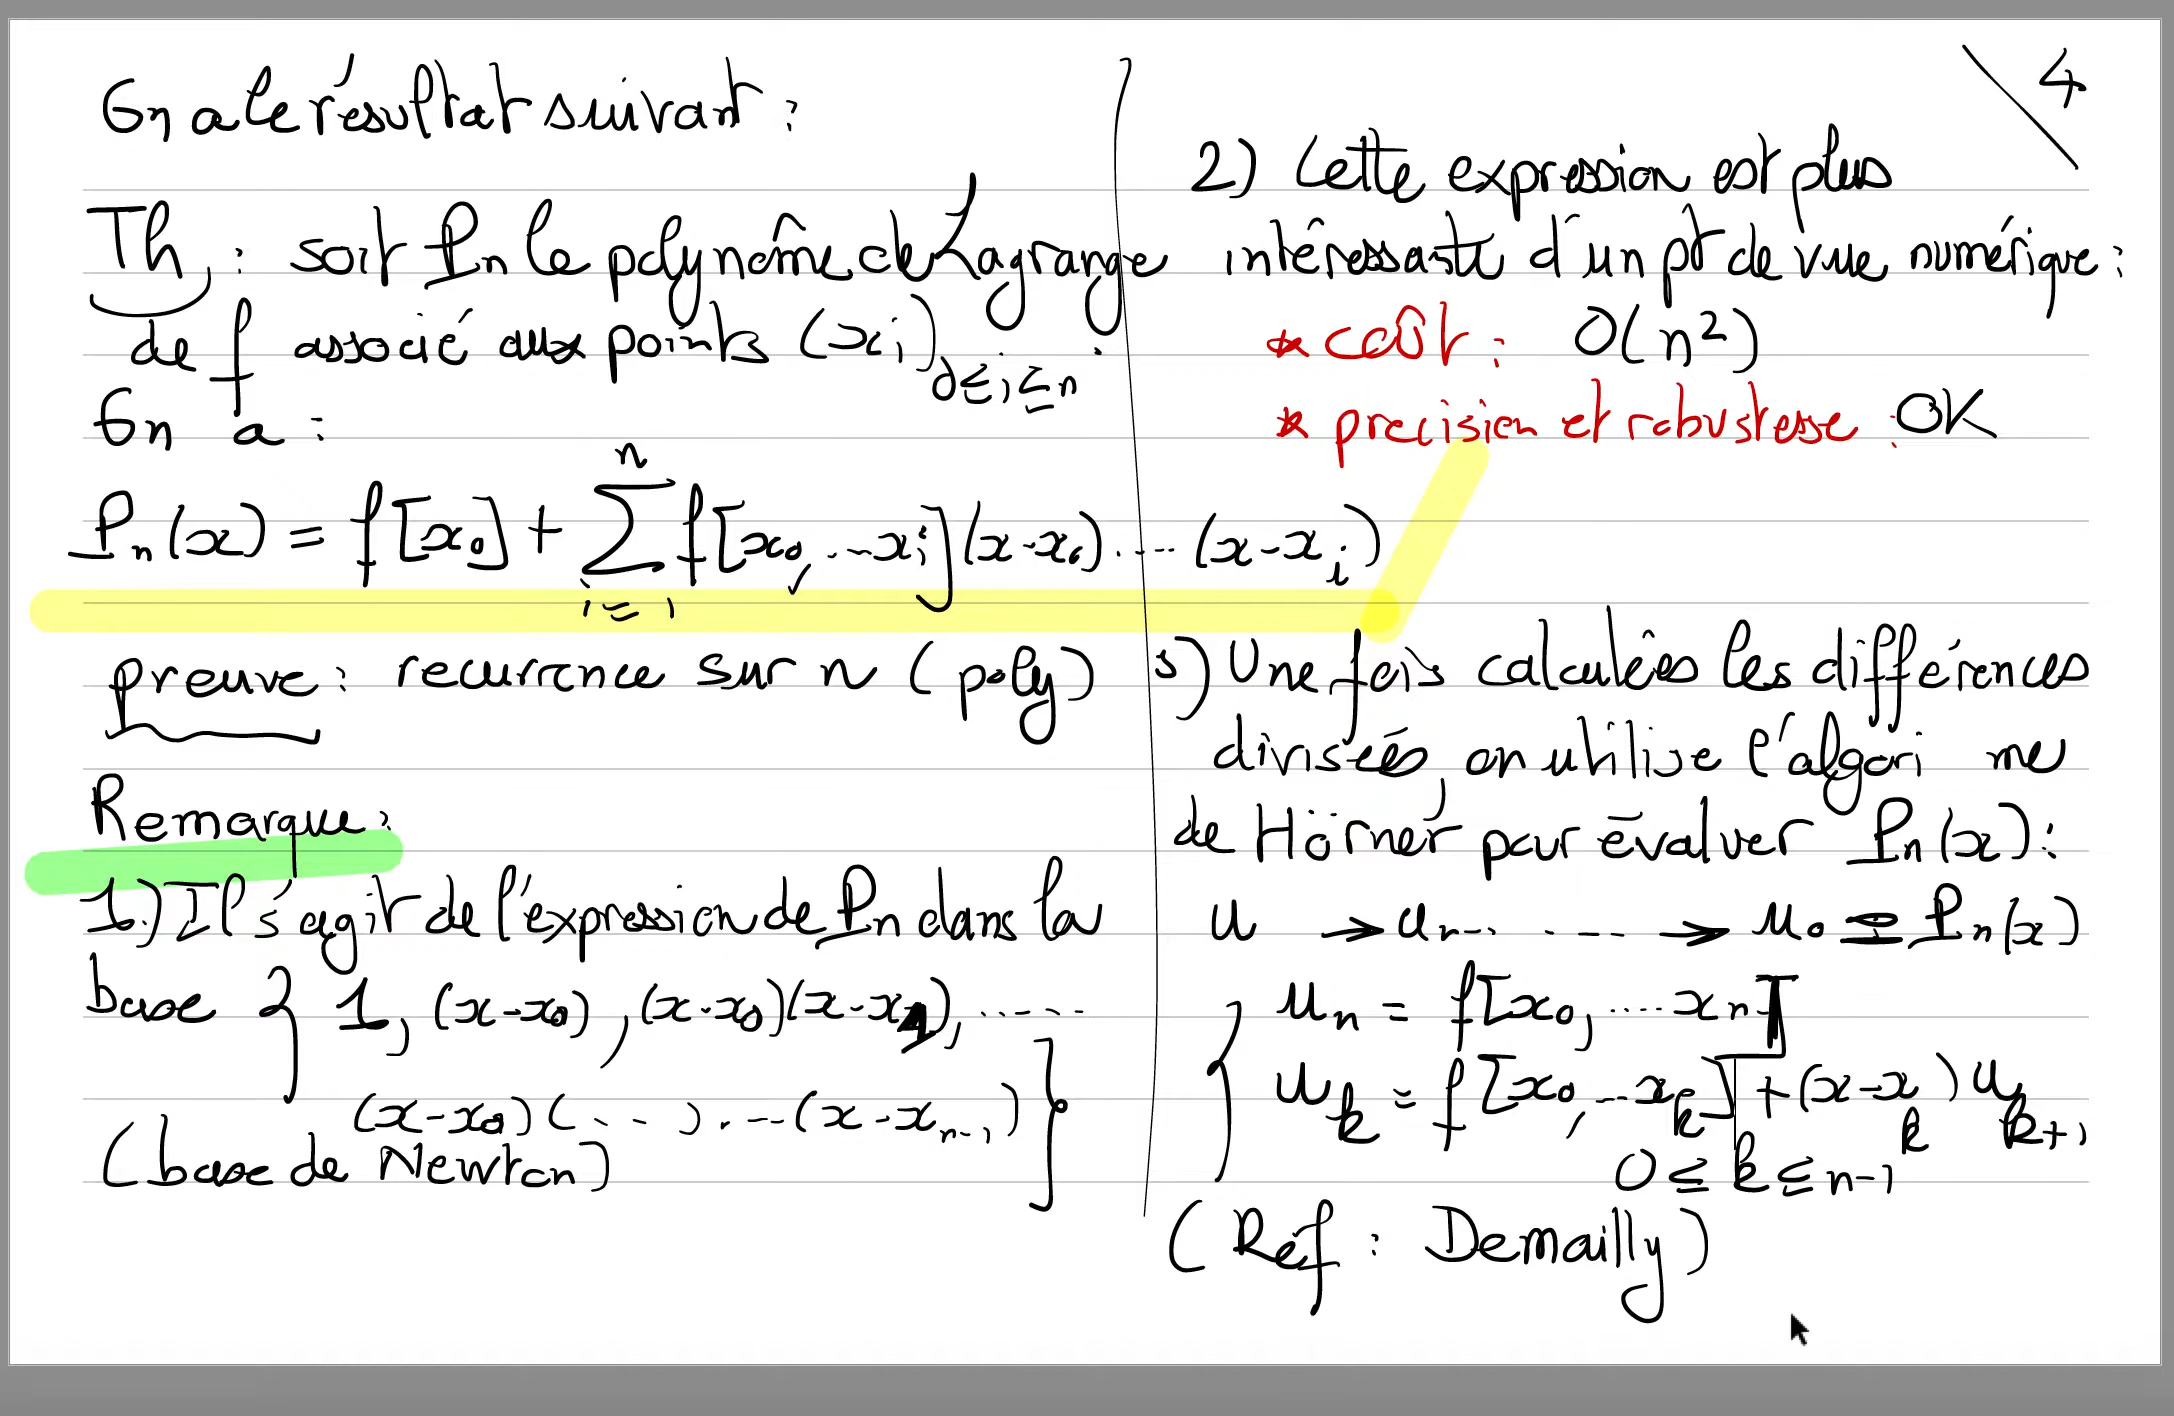 On a le résultat suivant :
Th : soit Pn le polynôme de Lagrange
de f associé aux points (xi) 0≤i≤n.
On a :
Pn(x) = f[x0] + ∑_{i=1}^{n} f[x0, ... xi](x-x0) .... (x-xi)
preuve : recurrence sur n (poly)
Remarque :
1) Il s'agit de l'expression de Pn dans la
base { 1, (x-x0), (x-x0)(x-x1), .....
(x-x0)( ... ). ... (x-x_{n-1}) }
(base de Newton)
4
2) Cette expression est plus
intéressante d'un pt de vue numérique :
* coût : O(n²)
* precision et robustesse : OK
3) Une fois calculées les différences
divisées, on utilise l'algori me
de Hörner pour évaluer Pn(x) :
u → un-. .... → u0 = Pn(x)
un = f[x0, .... xn]
uk = f[x0, ... xk] + (x-xk) uk+1
0 ≤ k ≤ n-1
(Réf : Demailly)